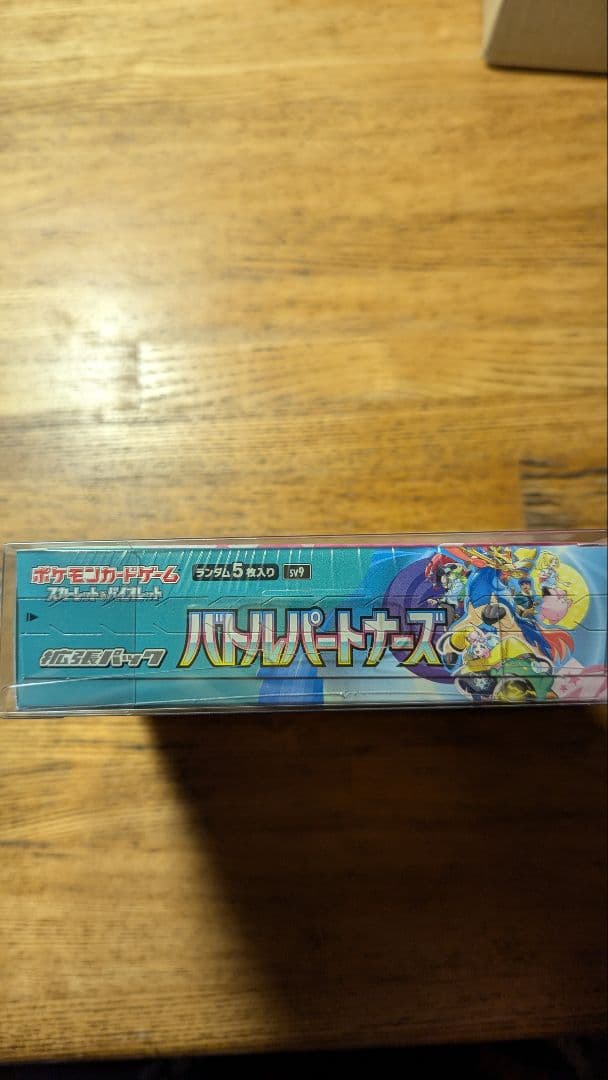 ポケモンカードゲーム
スカーレット&バイオレット
ランダム5枚入り
sv9
拡張パック
バトルパートナーズ